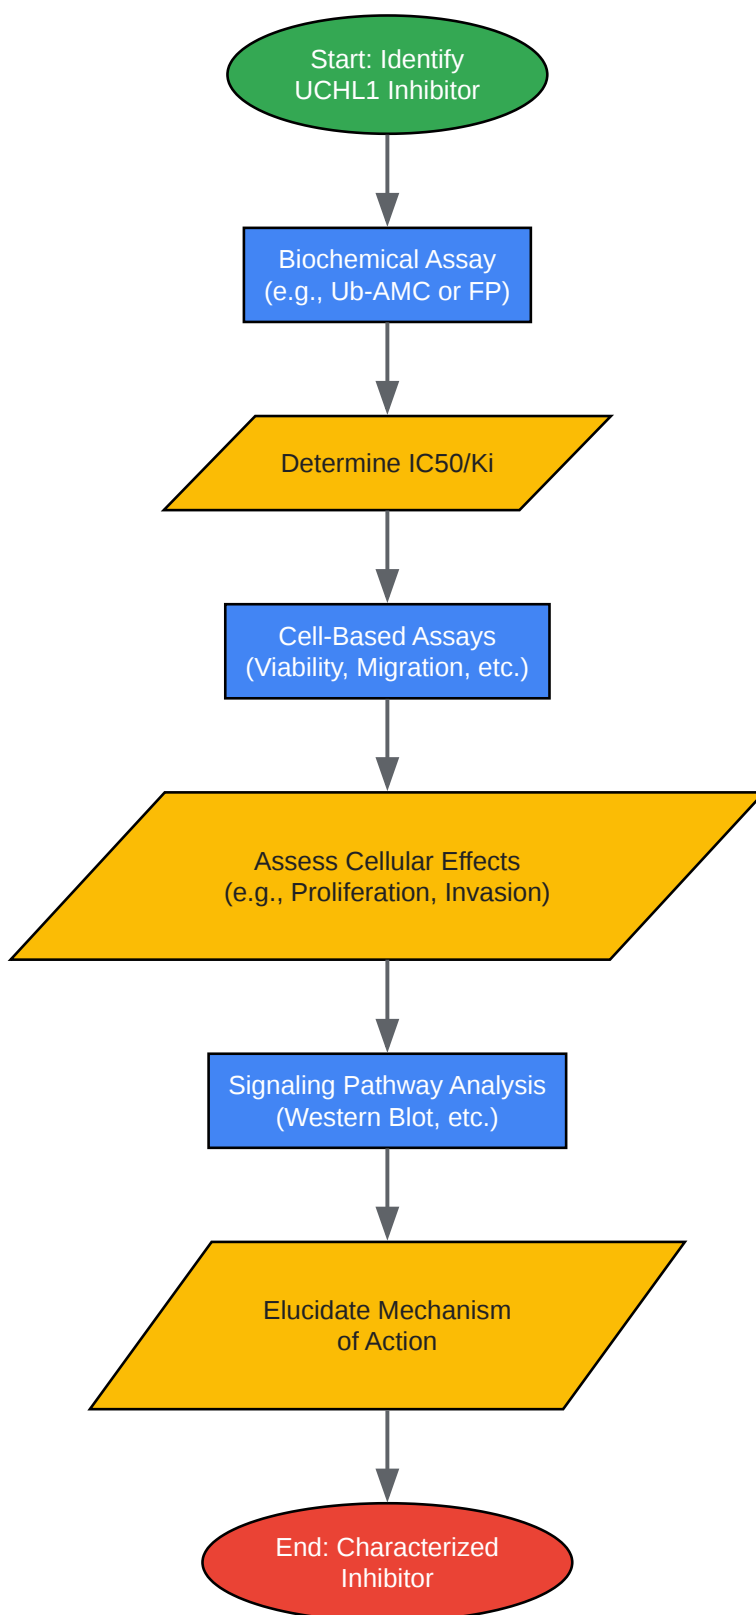 Start: Identify
UCHL1 Inhibitor
Biochemical Assay
(e.g., Ub-AMC or FP)
Determine IC50/Ki
Cell-Based Assays
(Viability, Migration, etc.)
Assess Cellular Effects
(e.g., Proliferation, Invasion)
Signaling Pathway Analysis
(Western Blot, etc.)
Elucidate Mechanism
of Action
End: Characterized
Inhibitor